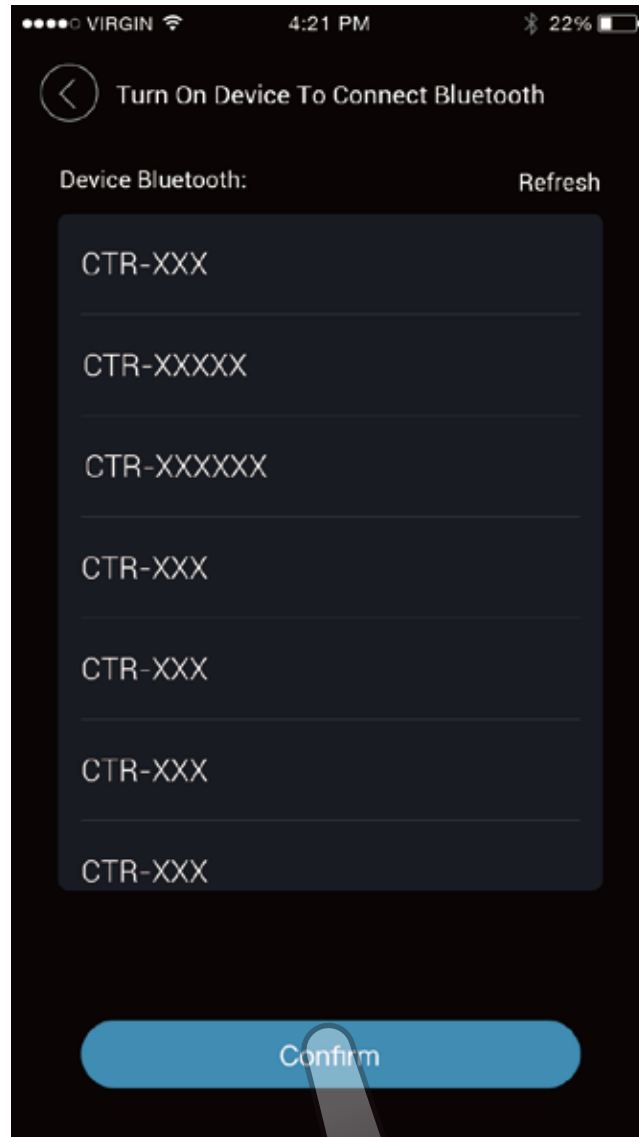 VIRGIN 4:21 PM 22%
Turn On Device To Connect Bluetooth
Device Bluetooth: Refresh
CTR-XXX
CTR-XXXXX
CTR-XXXXXX
CTR-XXX
CTR-XXX
CTR-XXX
CTR-XXX
Confirm